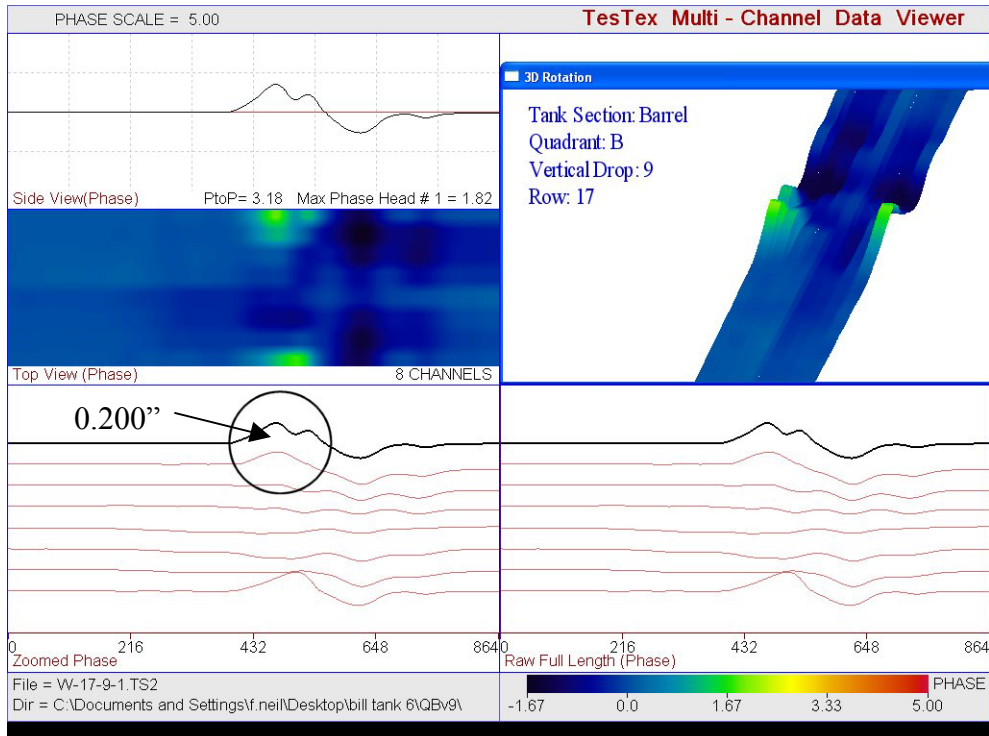 PHASE SCALE = 5.00
TesTex Multi - Channel Data Viewer
3D Rotation
Tank Section: Barrel
Quadrant: B
Vertical Drop: 9
Row: 17
Side View(Phase) PtoP= 3.18 Max Phase Head # 1 = 1.82
Top View (Phase) 8 CHANNELS
0.200”
0 216 432 648 864
Zoomed Phase
0 216 432 648 864
Raw Full Length (Phase)
File = W-17-9-1.TS2
Dir = C:\Documents and Settings\f.neil\Desktop\bill tank 6\QBv9\
PHASE
-1.67 0.0 1.67 3.33 5.00